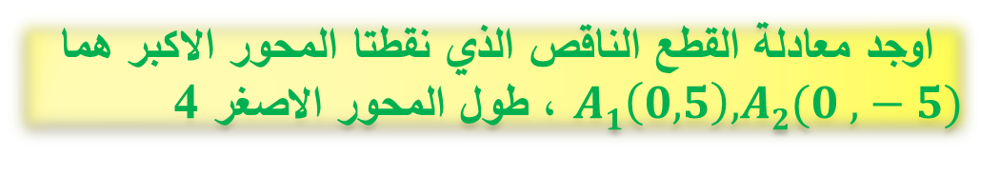 اوجد معادلة القطع الناقص الذي نقطتا المحور الاكبر هما
A₁(0,5),A₂(0 , − 5) ، طول المحور الاصغر 4